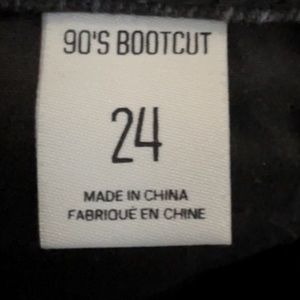 90'S BOOTCUT
24
MADE IN CHINA
FABRIQUÉ EN CHINE